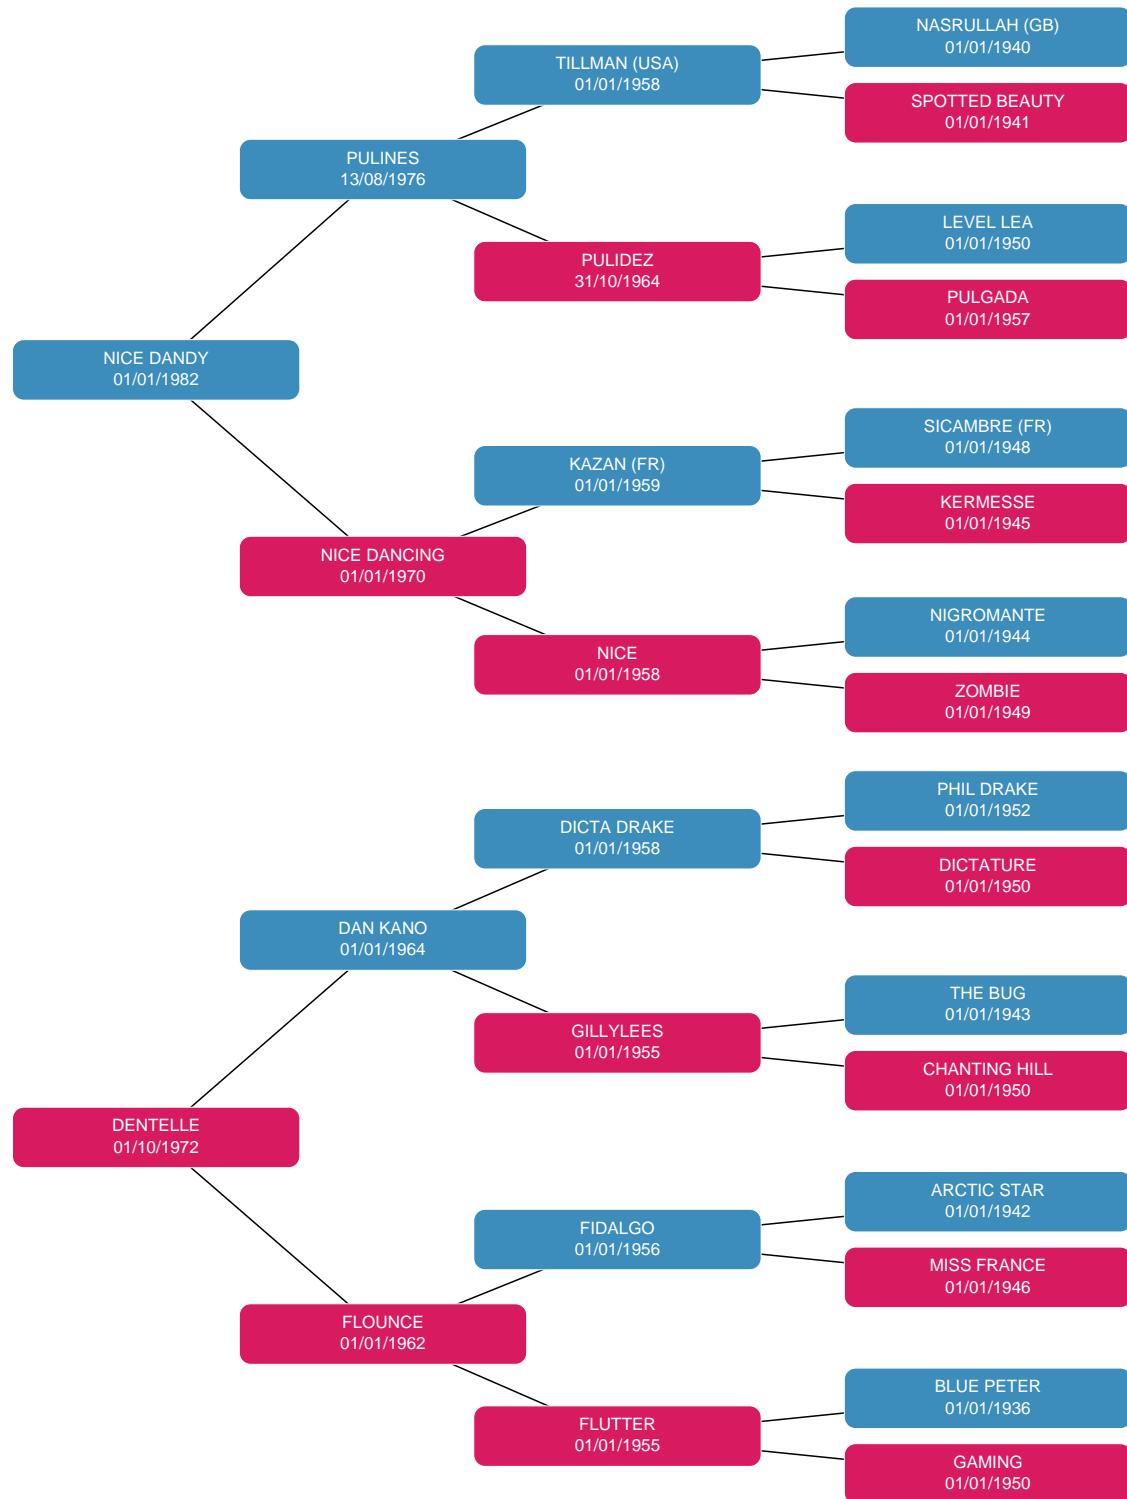 NASRULLAH (GB)
01/01/1940
TILLMAN (USA)
01/01/1958
SPOTTED BEAUTY
01/01/1941
PULINES
13/08/1976
LEVEL LEA
01/01/1950
PULIDEZ
31/10/1964
PULGADA
01/01/1957
NICE DANDY
01/01/1982
SICAMBRE (FR)
01/01/1948
KAZAN (FR)
01/01/1959
KERMESSE
01/01/1945
NICE DANCING
01/01/1970
NIGROMANTE
01/01/1944
NICE
01/01/1958
ZOMBIE
01/01/1949
PHIL DRAKE
01/01/1952
DICTA DRAKE
01/01/1958
DICTATURE
01/01/1950
DAN KANO
01/01/1964
THE BUG
01/01/1943
GILLYLEES
01/01/1955
CHANTING HILL
01/01/1950
DENTELLE
01/10/1972
ARCTIC STAR
01/01/1942
FIDALGO
01/01/1956
MISS FRANCE
01/01/1946
FLOUNCE
01/01/1962
BLUE PETER
01/01/1936
FLUTTER
01/01/1955
GAMING
01/01/1950